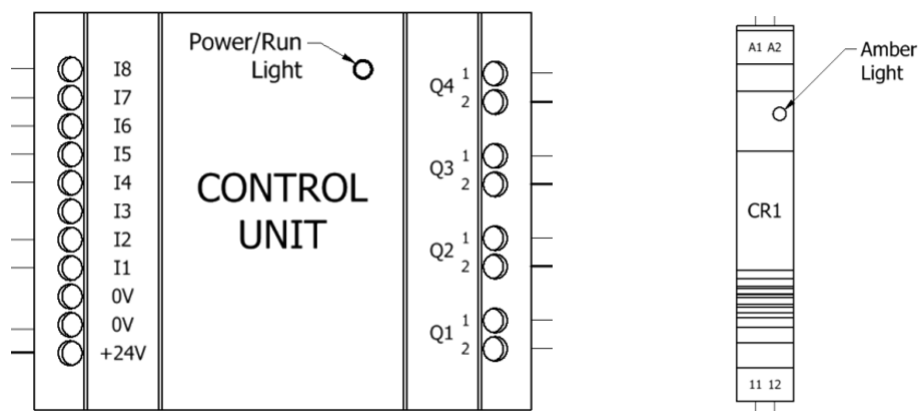 Power/Run
Light
I8
I7
I6
I5
I4
I3
I2
I1
0V
0V
+24V
CONTROL
UNIT
Q4 1
2
Q3 1
2
Q2 1
2
Q1 1
2
A1 A2
Amber
Light
CR1
11 12